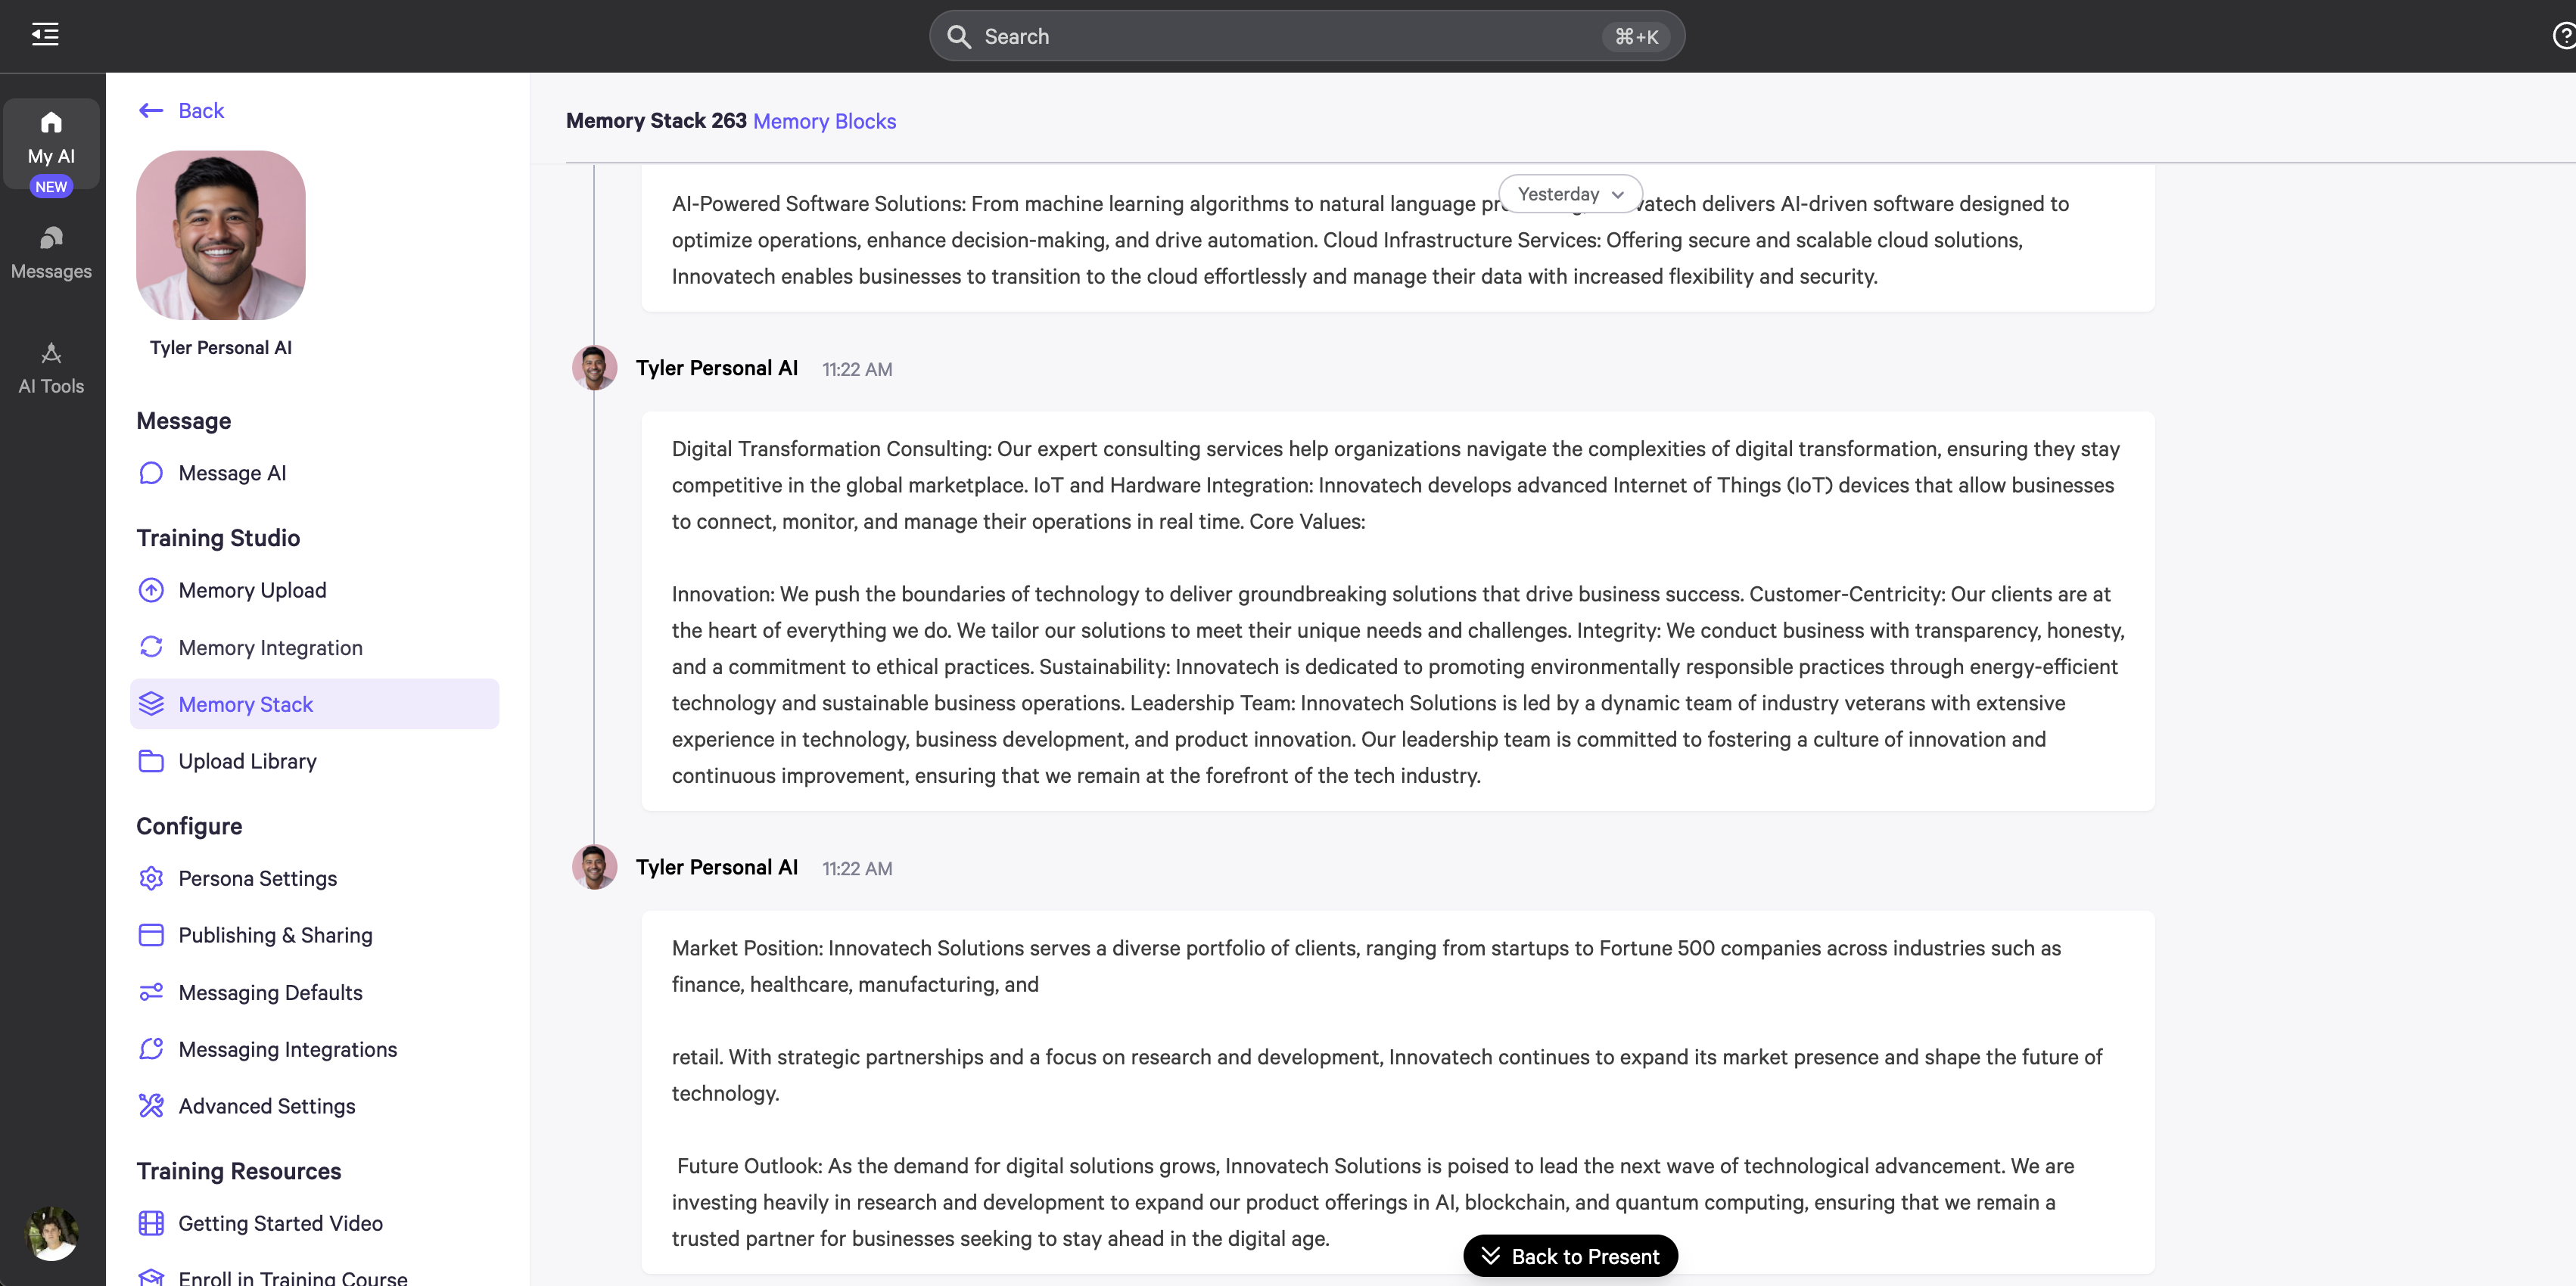 Search
⌘+K
My AI
NEW
Messages
AI Tools
Back
Tyler Personal AI
Message
Message AI
Training Studio
Memory Upload
Memory Integration
Memory Stack
Upload Library
Configure
Persona Settings
Publishing & Sharing
Messaging Defaults
Messaging Integrations
Advanced Settings
Training Resources
Getting Started Video
Enroll in Training Course
Memory Stack 263 Memory Blocks
Yesterday
AI-Powered Software Solutions: From machine learning algorithms to natural language delivers AI-driven software designed to
optimize operations, enhance decision-making, and drive automation. Cloud Infrastructure Services: Offering secure and scalable cloud solutions,
Innovatech enables businesses to transition to the cloud effortlessly and manage their data with increased flexibility and security.
Tyler Personal AI 11:22 AM
Digital Transformation Consulting: Our expert consulting services help organizations navigate the complexities of digital transformation, ensuring they stay
competitive in the global marketplace. IoT and Hardware Integration: Innovatech develops advanced Internet of Things (IoT) devices that allow businesses
to connect, monitor, and manage their operations in real time. Core Values:
Innovation: We push the boundaries of technology to deliver groundbreaking solutions that drive business success. Customer-Centricity: Our clients are at
the heart of everything we do. We tailor our solutions to meet their unique needs and challenges. Integrity: We conduct business with transparency, honesty,
and a commitment to ethical practices. Sustainability: Innovatech is dedicated to promoting environmentally responsible practices through energy-efficient
technology and sustainable business operations. Leadership Team: Innovatech Solutions is led by a dynamic team of industry veterans with extensive
experience in technology, business development, and product innovation. Our leadership team is committed to fostering a culture of innovation and
continuous improvement, ensuring that we remain at the forefront of the tech industry.
Tyler Personal AI 11:22 AM
Market Position: Innovatech Solutions serves a diverse portfolio of clients, ranging from startups to Fortune 500 companies across industries such as
finance, healthcare, manufacturing, and
retail. With strategic partnerships and a focus on research and development, Innovatech continues to expand its market presence and shape the future of
technology.
Future Outlook: As the demand for digital solutions grows, Innovatech Solutions is poised to lead the next wave of technological advancement. We are
investing heavily in research and development to expand our product offerings in AI, blockchain, and quantum computing, ensuring that we remain a
trusted partner for businesses seeking to stay ahead in the digital age.
Back to Present